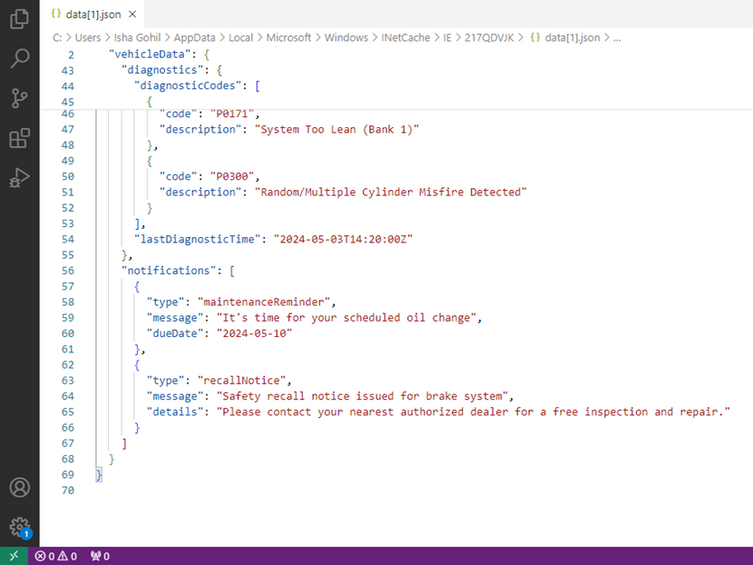 data[1].json
C: > Users > Isha Gohil > AppData > Local > Microsoft > Windows > INetCache > IE > 217QDVJK > {} data[1].json > ...
2 "vehicleData": {
43 "diagnostics": {
44 "diagnosticCodes": [
45 {
46 "code": "P0171",
47 "description": "System Too Lean (Bank 1)"
48 },
49 {
50 "code": "P0300",
51 "description": "Random/Multiple Cylinder Misfire Detected"
52 }
53 ],
54 "lastDiagnosticTime": "2024-05-03T14:20:00Z"
55 },
56 "notifications": [
57 {
58 "type": "maintenanceReminder",
59 "message": "It's time for your scheduled oil change",
60 "dueDate": "2024-05-10"
61 },
62 {
63 "type": "recallNotice",
64 "message": "Safety recall notice issued for brake system",
65 "details": "Please contact your nearest authorized dealer for a free inspection and repair."
66 }
67 ]
68 }
69 }
70
1
0 0 0